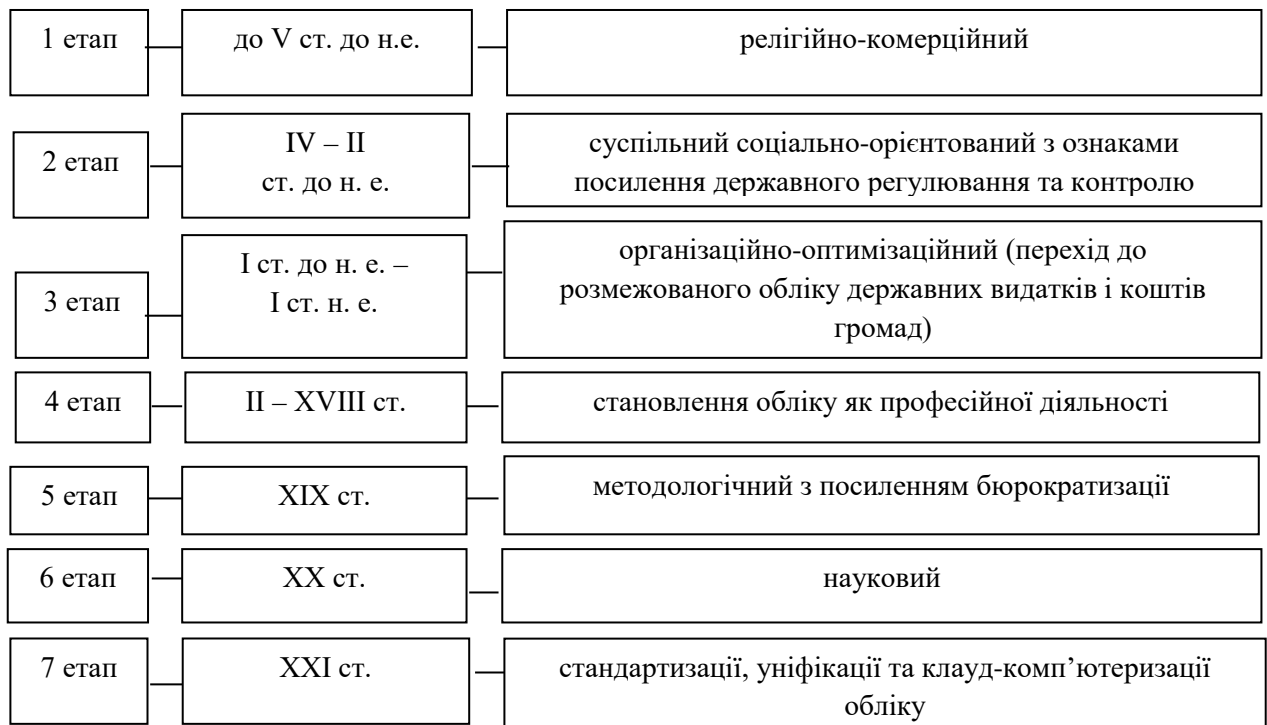 1 етап
до V ст. до н.е.
релігійно-комерційний
2 етап
IV – II
ст. до н. е.
суспільний соціально-орієнтований з ознаками
посилення державного регулювання та контролю
3 етап
I ст. до н. е. –
I ст. н. е.
організаційно-оптимізаційний (перехід до
розмежованого обліку державних видатків і коштів
громад)
4 етап
II – XVIII ст.
становлення обліку як професійної діяльності
5 етап
XIX ст.
методологічний з посиленням бюрократизації
6 етап
XX ст.
науковий
7 етап
XXI ст.
стандартизації, уніфікації та клауд-комп’ютеризації
обліку